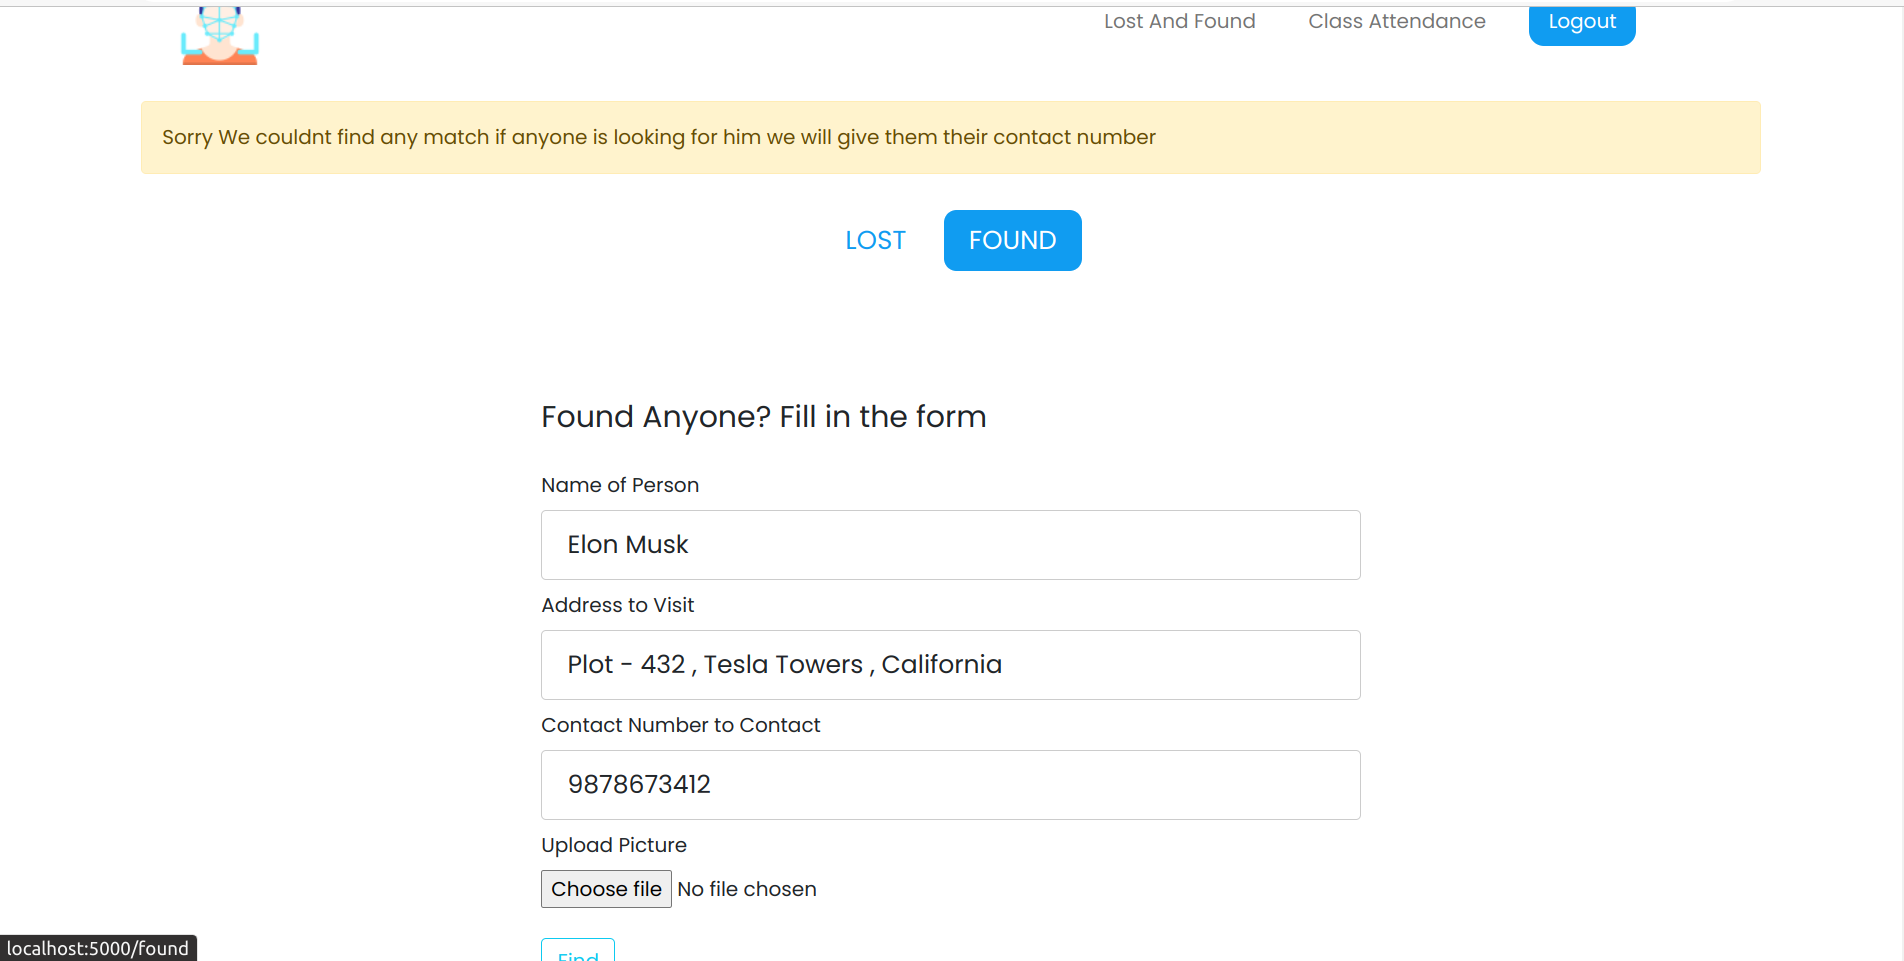 Lost And Found Class Attendance Logout
Sorry We couldnt find any match if anyone is looking for him we will give them their contact number
LOST FOUND
Found Anyone? Fill in the form
Name of Person
Elon Musk
Address to Visit
Plot - 432 , Tesla Towers , California
Contact Number to Contact
9878673412
Upload Picture
Choose file No file chosen
Find
localhost:5000/found